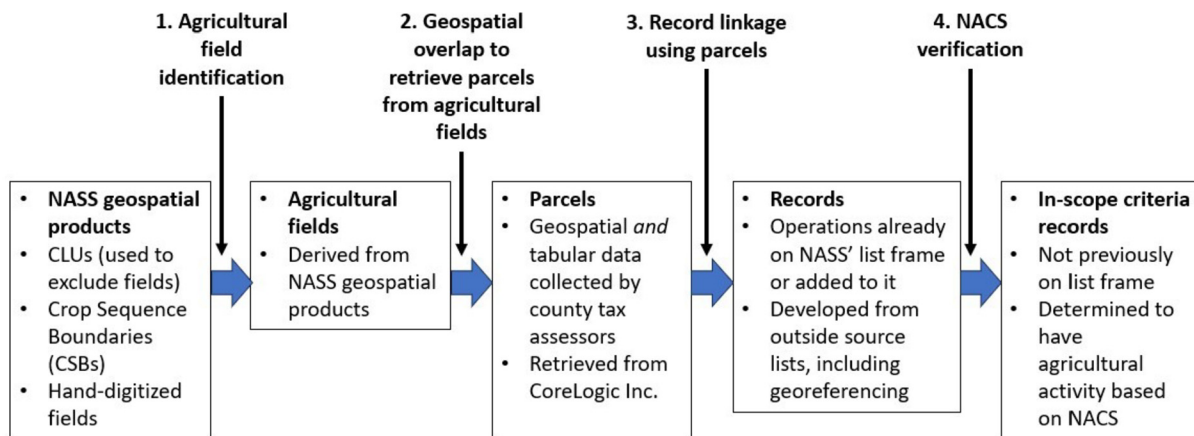 1. Agricultural
field
identification
2. Geospatial
overlap to
retrieve parcels
from agricultural
fields
3. Record linkage
using parcels
4. NACS
verification
• NASS geospatial
products
• CLUs (used to
exclude fields)
• Crop Sequence
Boundaries
(CSBs)
• Hand-digitized
fields
• Agricultural
fields
• Derived from
NASS geospatial
products
• Parcels
• Geospatial and
tabular data
collected by
county tax
assessors
• Retrieved from
CoreLogic Inc.
• Records
• Operations already
on NASS' list frame
or added to it
• Developed from
outside source
lists, including
georeferencing
• In-scope criteria
records
• Not previously
on list frame
• Determined to
have
agricultural
activity based
on NACS